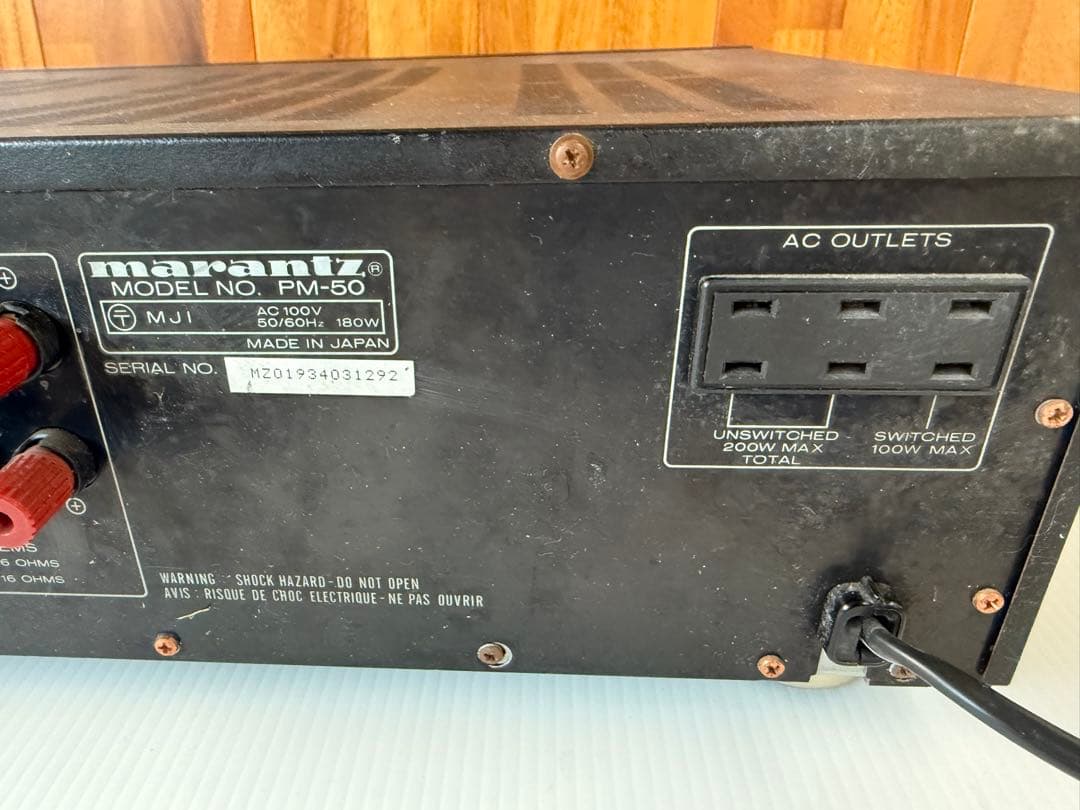 marantz®
MODEL NO. PM-50
T MJI AC 100V
50/60Hz 180W
MADE IN JAPAN
SERIAL NO. MZ01934031292
AC OUTLETS
UNSWITCHED
200W MAX
TOTAL
SWITCHED
100W MAX
6 OHMS
16 OHMS
WARNING : SHOCK HAZARD-DO NOT OPEN
AVIS : RISQUE DE CHOC ELECTRIQUE-NE PAS OUVRIR